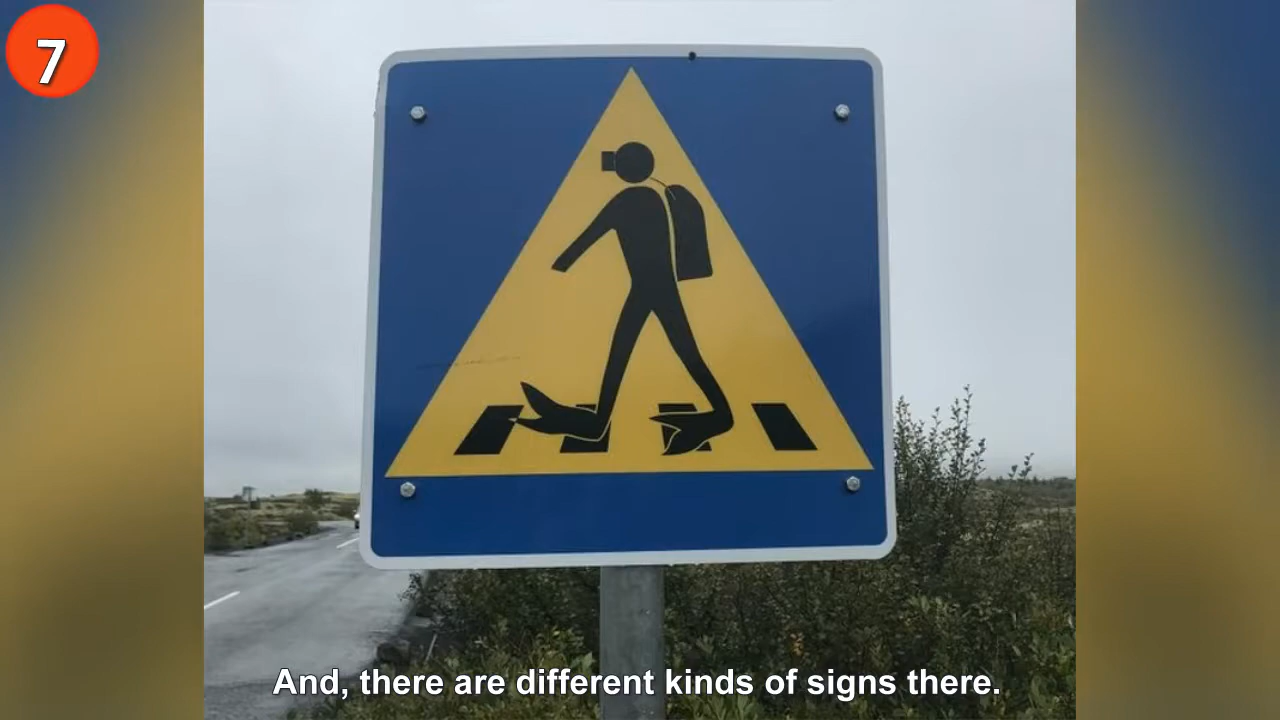 7
And, there are different kinds of signs there.